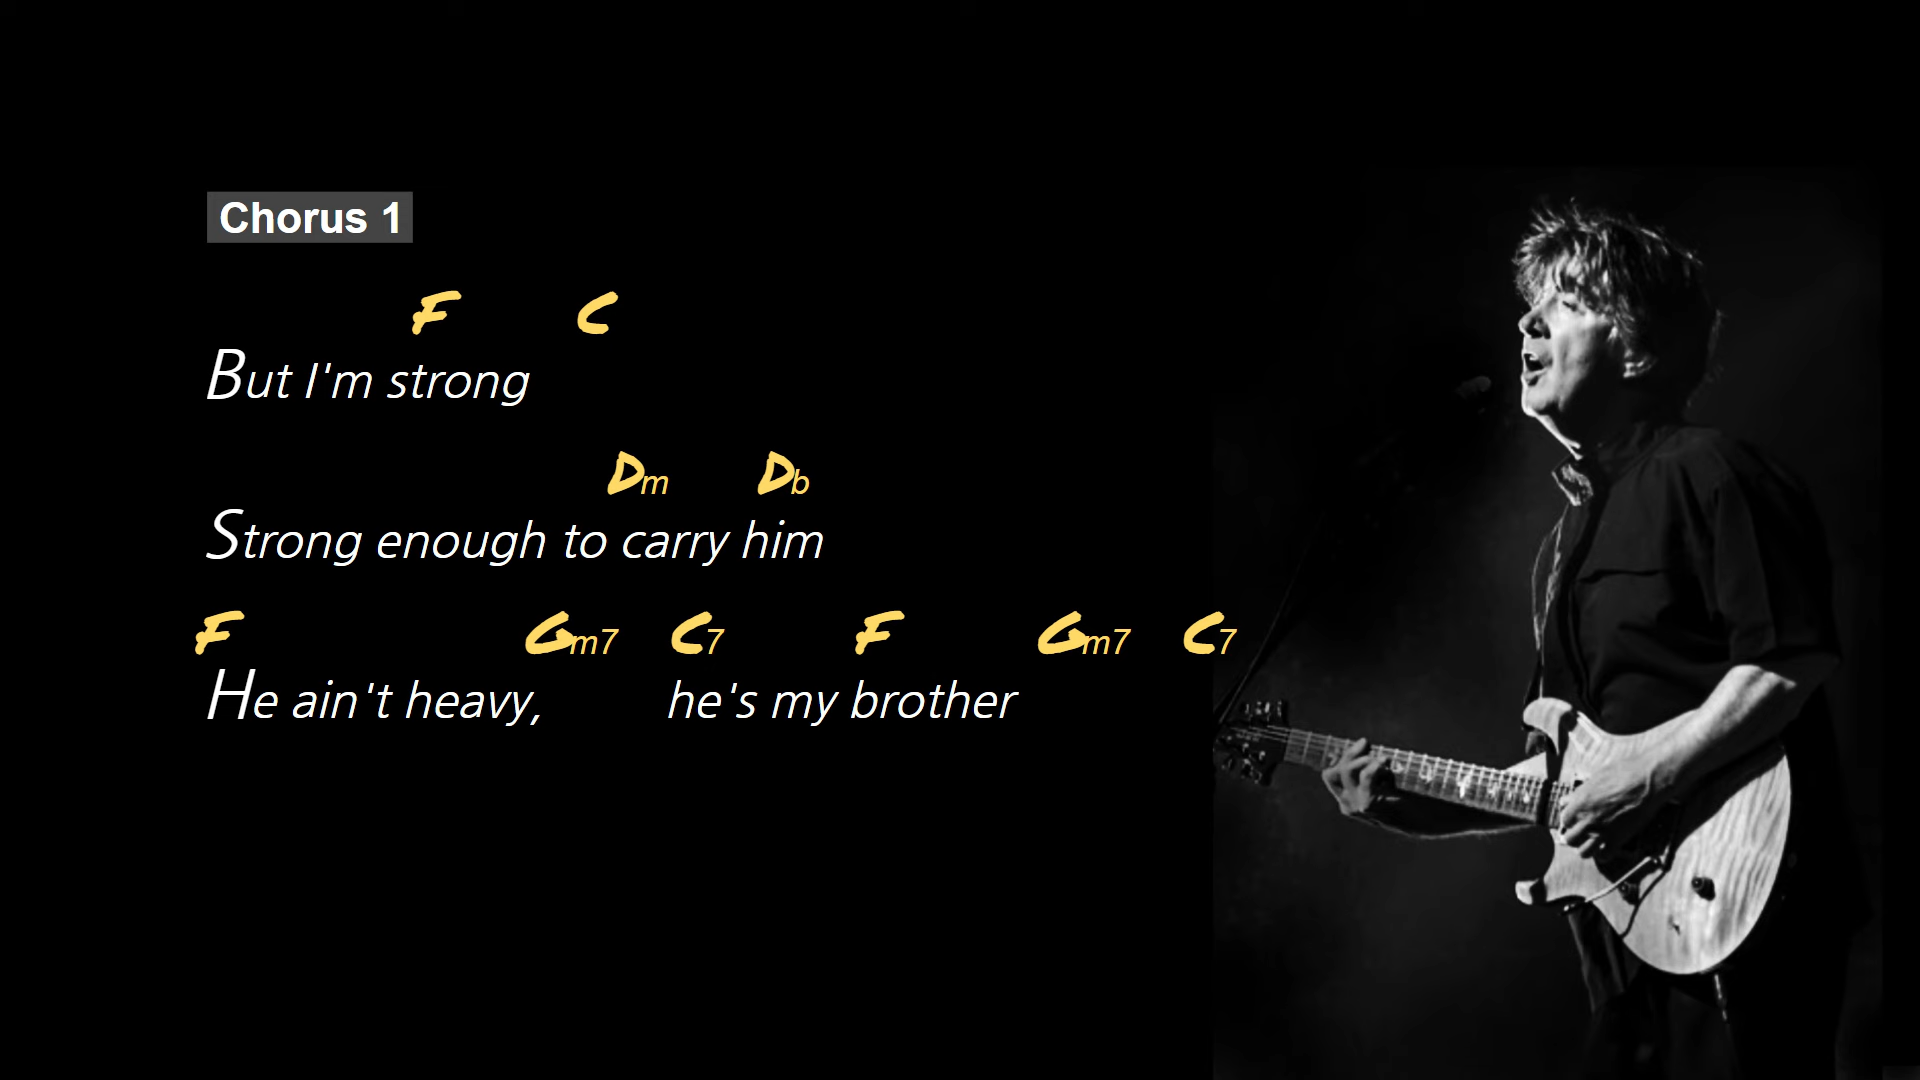 Chorus 1
F C
But I'm strong
Dm Db
Strong enough to carry him
F Gm7 C7 F Gm7 C7
He ain't heavy, he's my brother